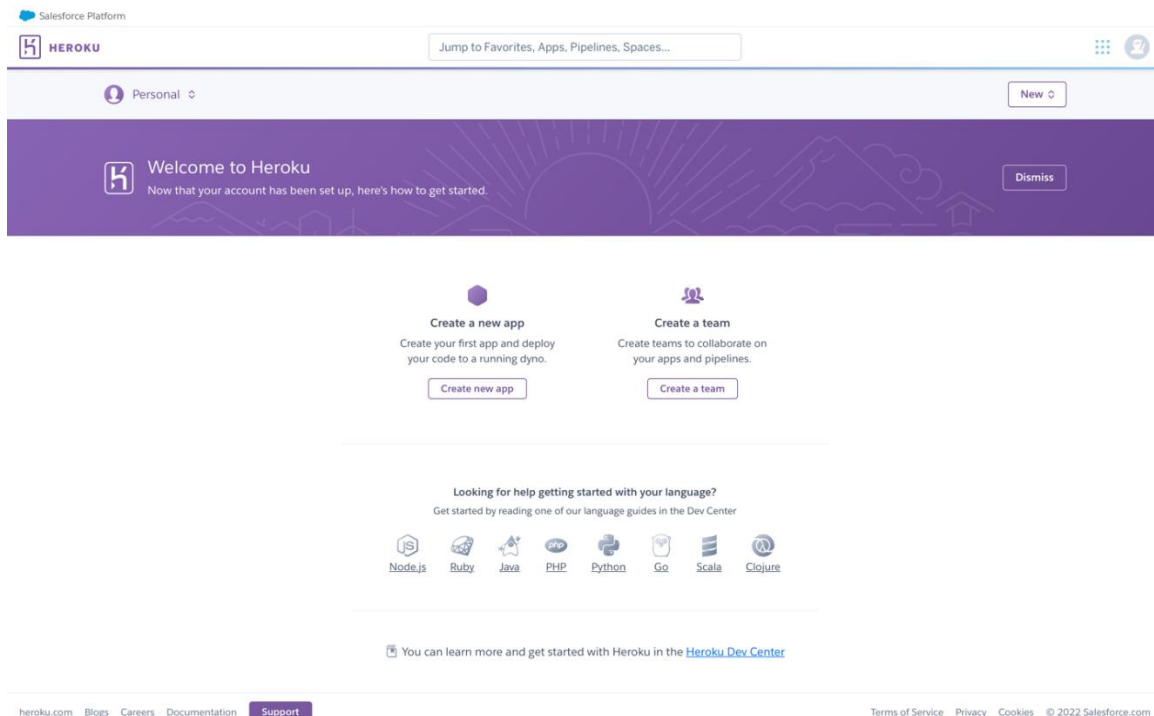 Salesforce Platform
HEROKU
Jump to Favorites, Apps, Pipelines, Spaces...
Personal
New
Welcome to Heroku
Now that your account has been set up, here's how to get started.
Dismiss
Create a new app
Create your first app and deploy
your code to a running dyno.
Create new app
Create a team
Create teams to collaborate on
your apps and pipelines.
Create a team
Looking for help getting started with your language?
Get started by reading one of our language guides in the Dev Center
JS php
Node.js Ruby Java PHP Python Go Scala Clojure
You can learn more and get started with Heroku in the Heroku Dev Center
heroku.com Blogs Careers Documentation Support
Terms of Service Privacy Cookies © 2022 Salesforce.com